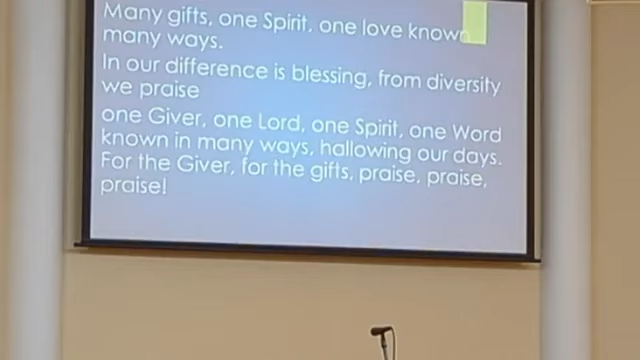 Many gifts, one Spirit, one love known
many ways.
In our difference is blessing, from diversity
we praise
one Giver, one Lord, one Spirit, one Word
known in many ways, hallowing our days.
For the Giver, for the gifts, praise, praise,
praise!